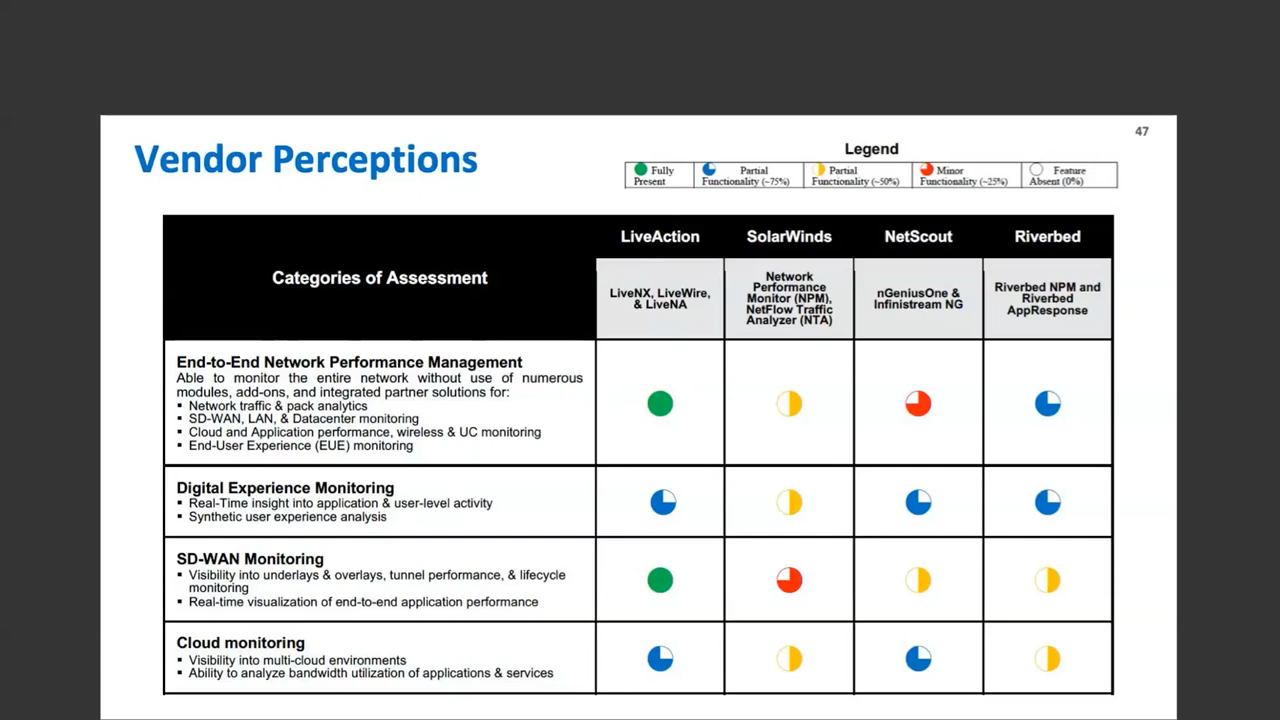 47
Vendor Perceptions
Legend
Fully Present
Partial Functionality (~75%)
Partial Functionality (~50%)
Minor Functionality (~25%)
Feature Absent (0%)
Categories of Assessment
LiveAction
SolarWinds
NetScout
Riverbed
LiveNX, LiveWire,
& LiveNA
Network
Performance
Monitor (NPM),
NetFlow Traffic
Analyzer (NTA)
nGeniusOne &
Infinistream NG
Riverbed NPM and
Riverbed
AppResponse
End-to-End Network Performance Management
Able to monitor the entire network without use of numerous
modules, add-ons, and integrated partner solutions for:
▪ Network traffic & pack analytics
▪ SD-WAN, LAN, & Datacenter monitoring
▪ Cloud and Application performance, wireless & UC monitoring
▪ End-User Experience (EUE) monitoring
Digital Experience Monitoring
▪ Real-Time insight into application & user-level activity
▪ Synthetic user experience analysis
SD-WAN Monitoring
▪ Visibility into underlays & overlays, tunnel performance, & lifecycle
monitoring
▪ Real-time visualization of end-to-end application performance
Cloud monitoring
▪ Visibility into multi-cloud environments
▪ Ability to analyze bandwidth utilization of applications & services